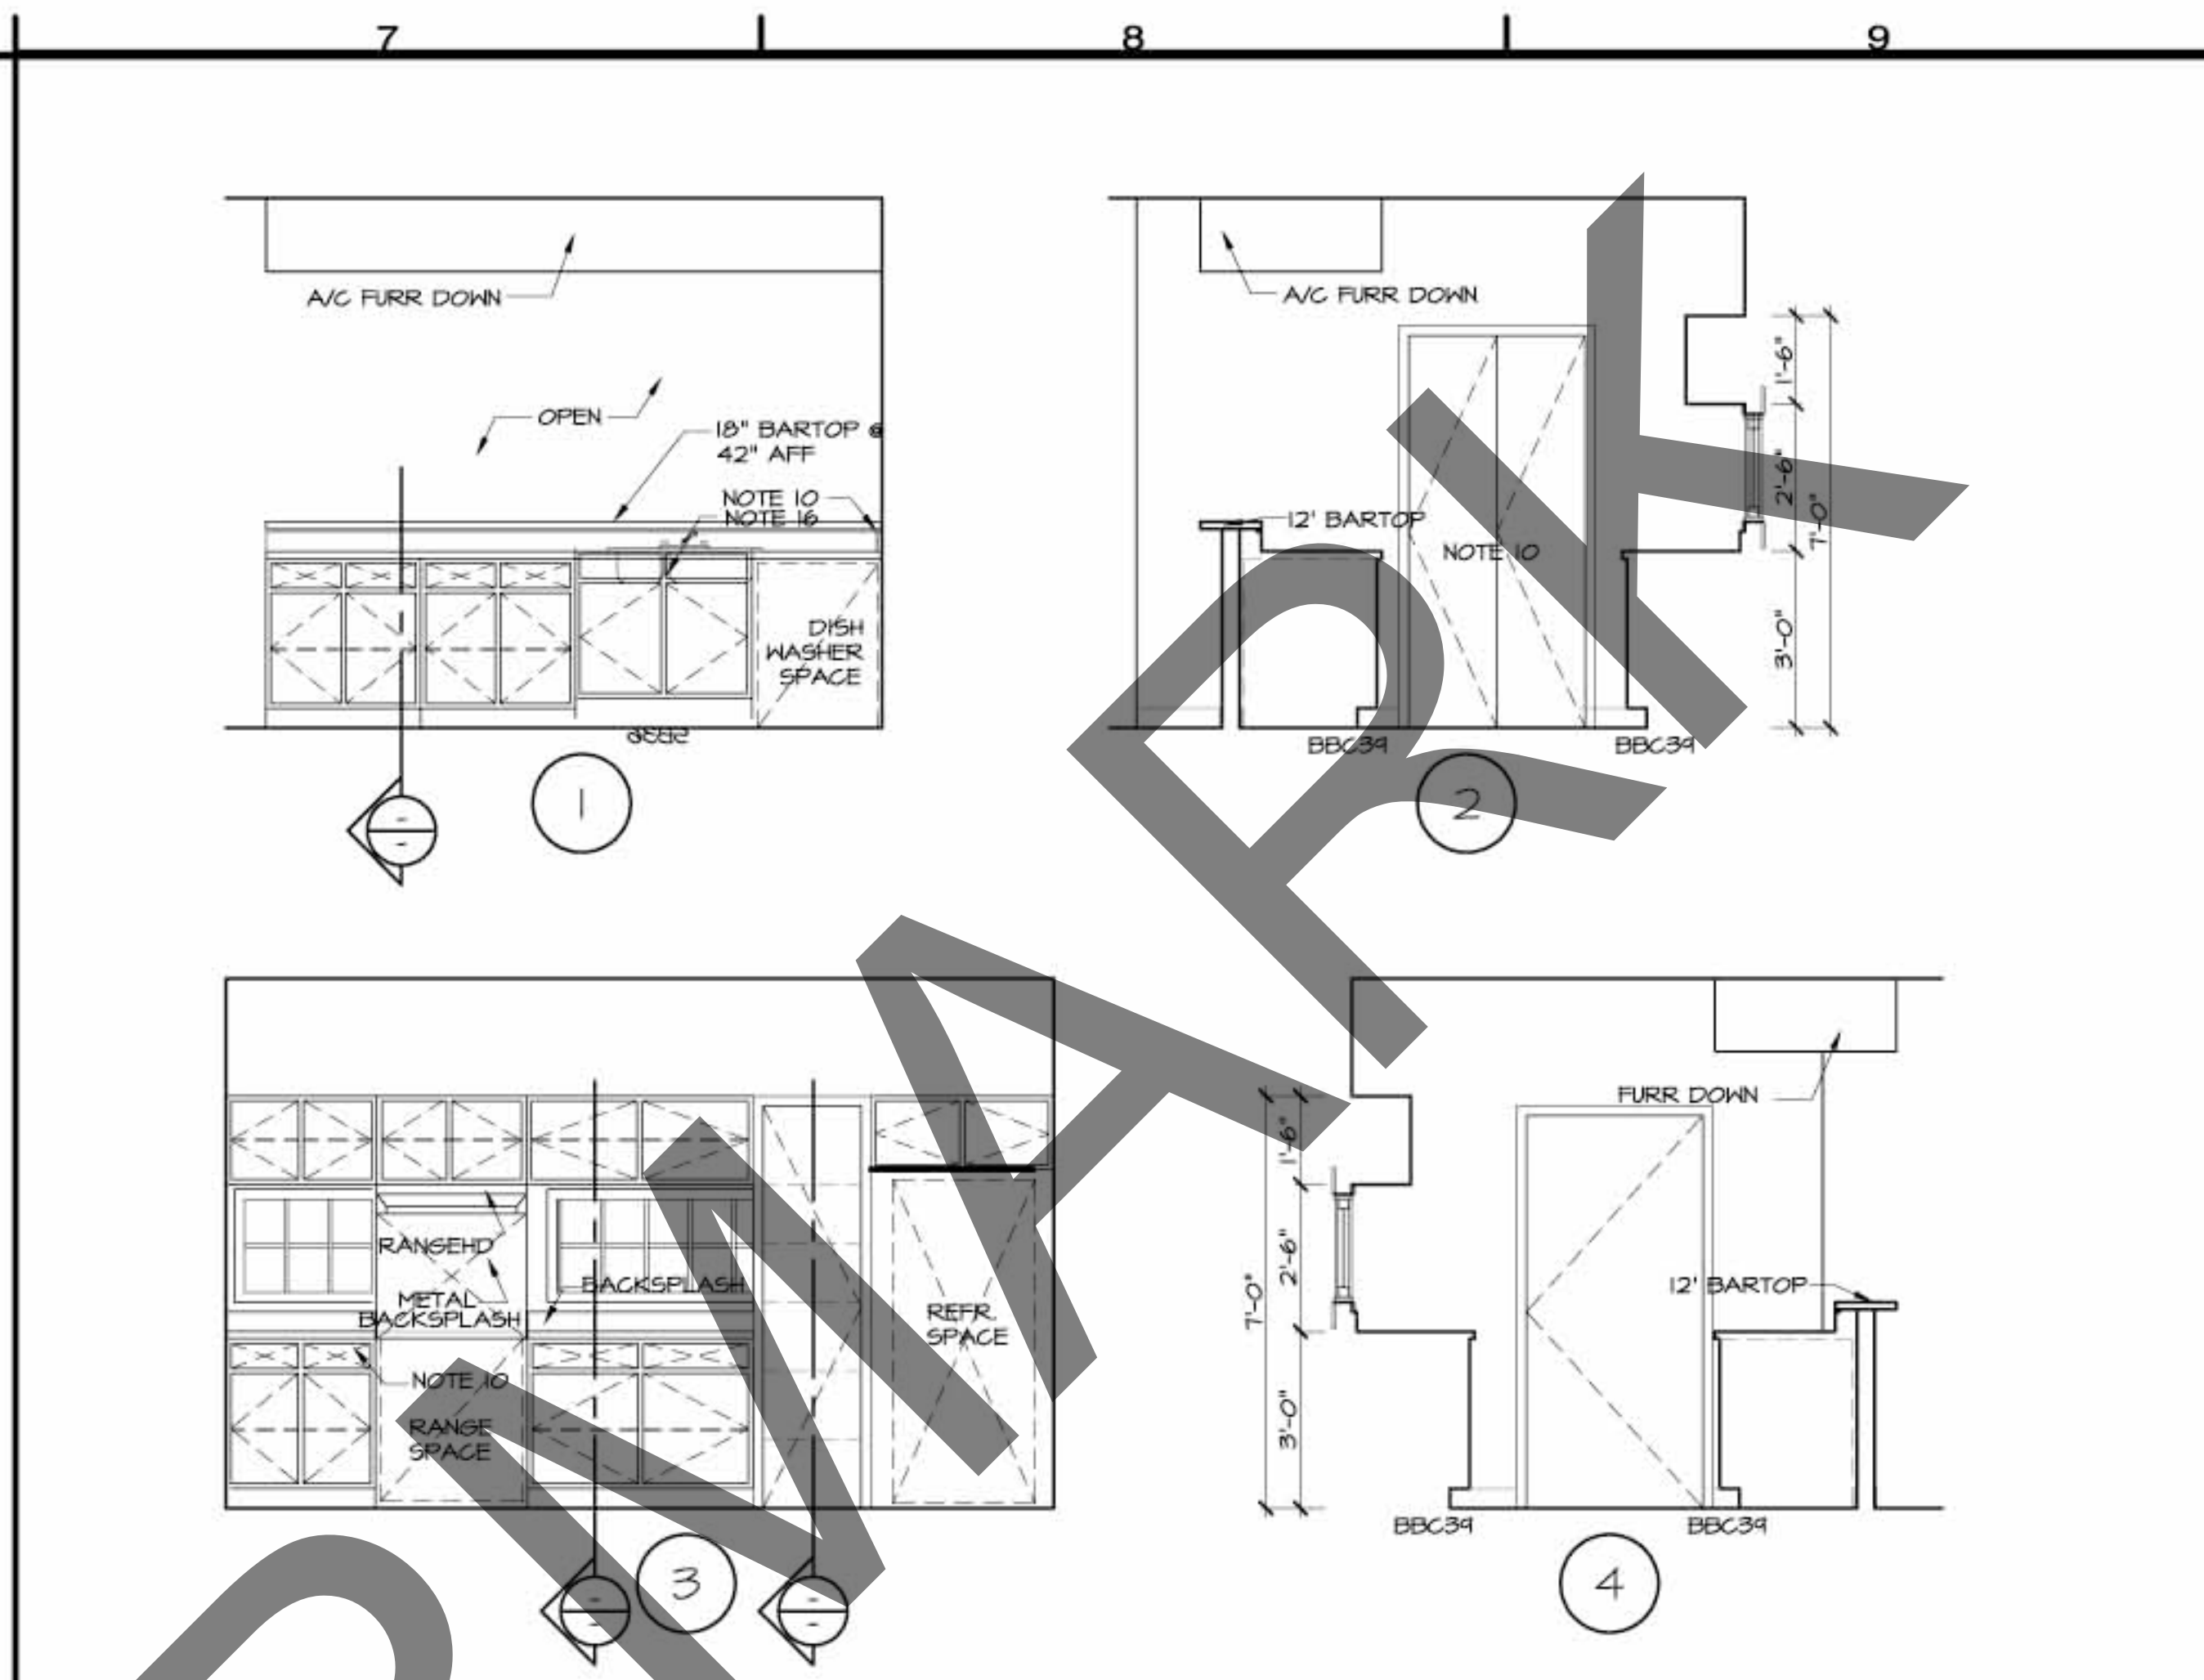 7
8
9
A/C FURR DOWN
OPEN
18" BARTOP @
42" AFF
NOTE 10
NOTE 16
DISH
WASHER
SPACE
1
A/C FURR DOWN
12' BARTOP
NOTE 10
1'-6"
2'-6"
7'-0"
3'-0"
BBC39
BBC39
2
RANGEHD
METAL
BACKSPLASH
BACKSPLASH
NOTE 10
RANGE
SPACE
REFR.
SPACE
3
FURR DOWN
12' BARTOP
1'-6"
2'-6"
7'-0"
3'-0"
BBC39
BBC39
4
MARK